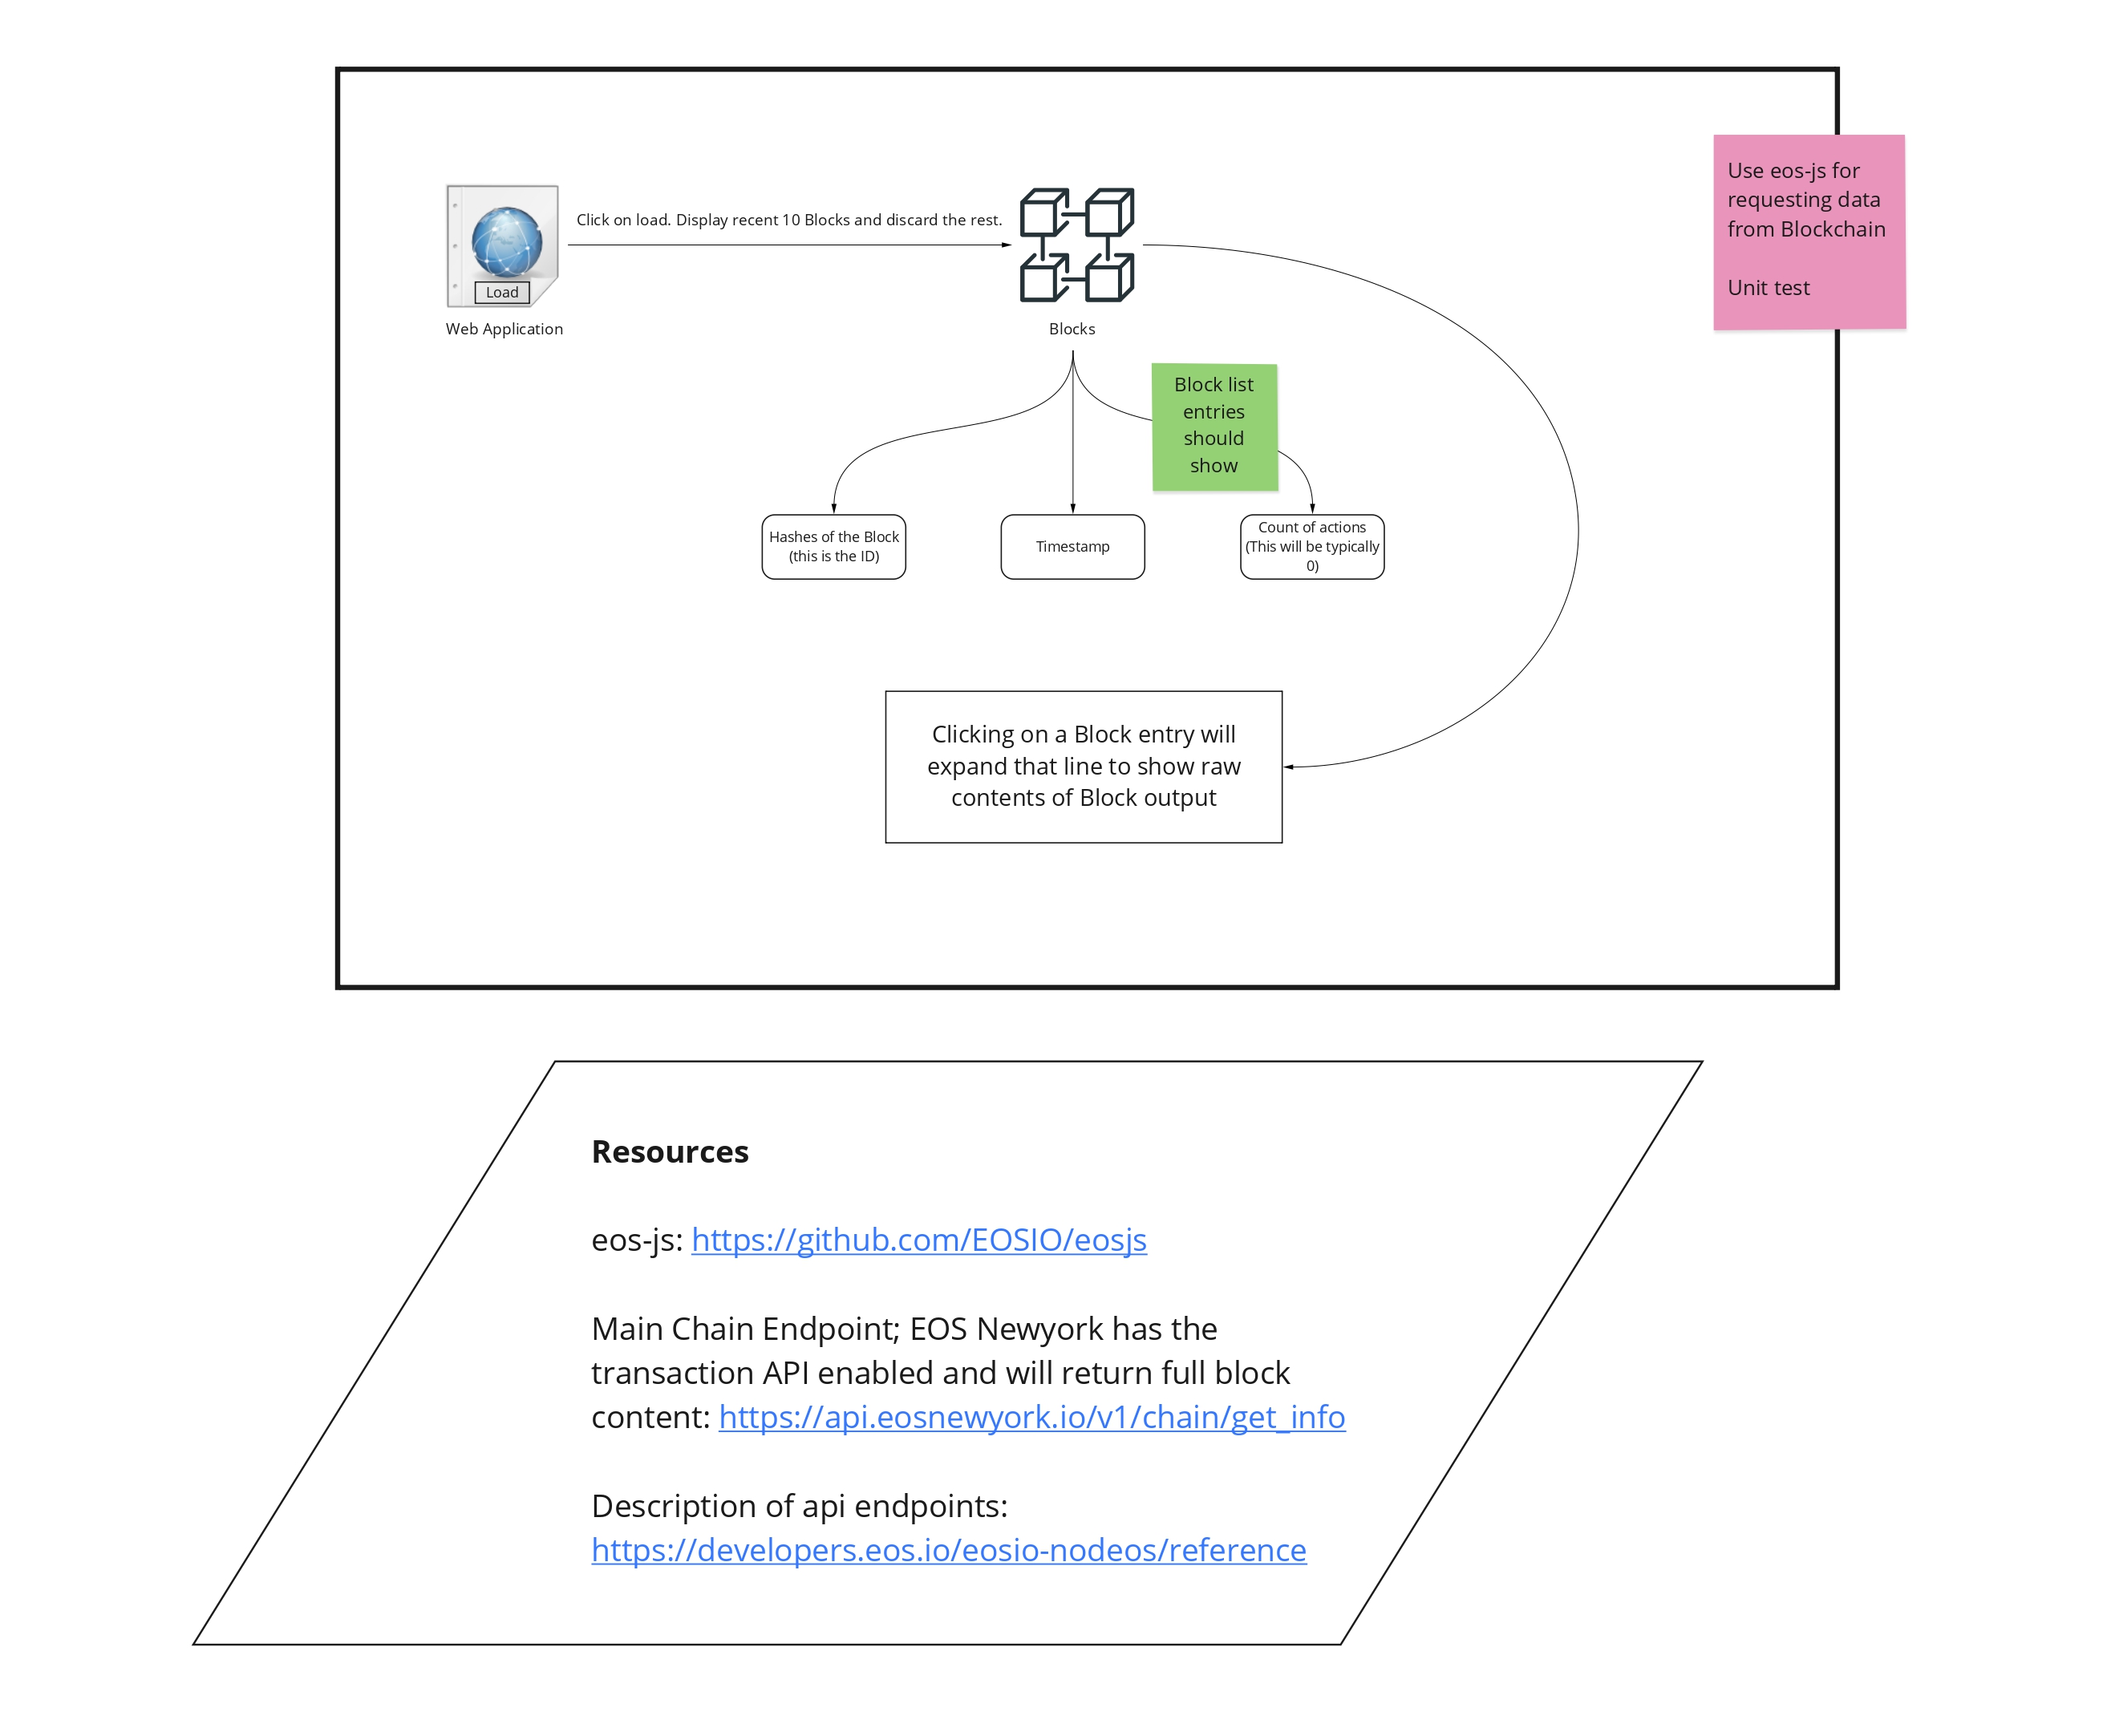 Click on load. Display recent 10 Blocks and discard the rest.
Load
Web Application
Blocks
Use eos-js for
requesting data
from Blockchain
Unit test
Block list
entries
should
show
Hashes of the Block
(this is the ID)
Timestamp
Count of actions
(This will be typically
0)
Clicking on a Block entry will
expand that line to show raw
contents of Block output
Resources
eos-js: https://github.com/EOSIO/eosjs
Main Chain Endpoint; EOS Newyork has the
transaction API enabled and will return full block
content: https://api.eosnewyork.io/v1/chain/get_info
Description of api endpoints:
https://developers.eos.io/eosio-nodeos/reference